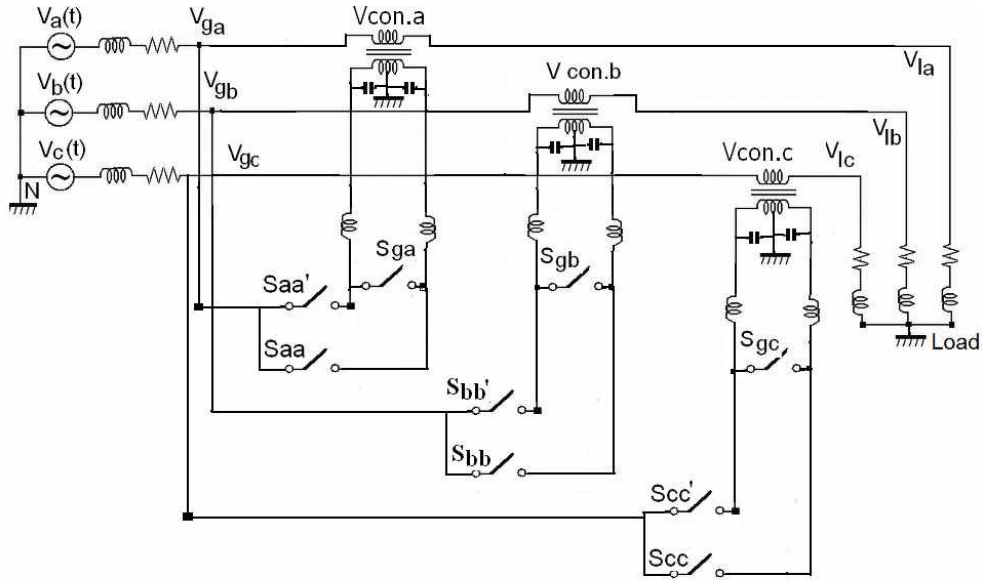 Va(t)
Vga
Vcon.a
Vb(t)
Vgb
V con.b
Vla
Vlb
Vc(t)
Vgc
Vcon.c
Vlc
N
Sga
Sgb
Saa'
Saa
Sgc
Load
Sbb'
Sbb
Scc'
Scc